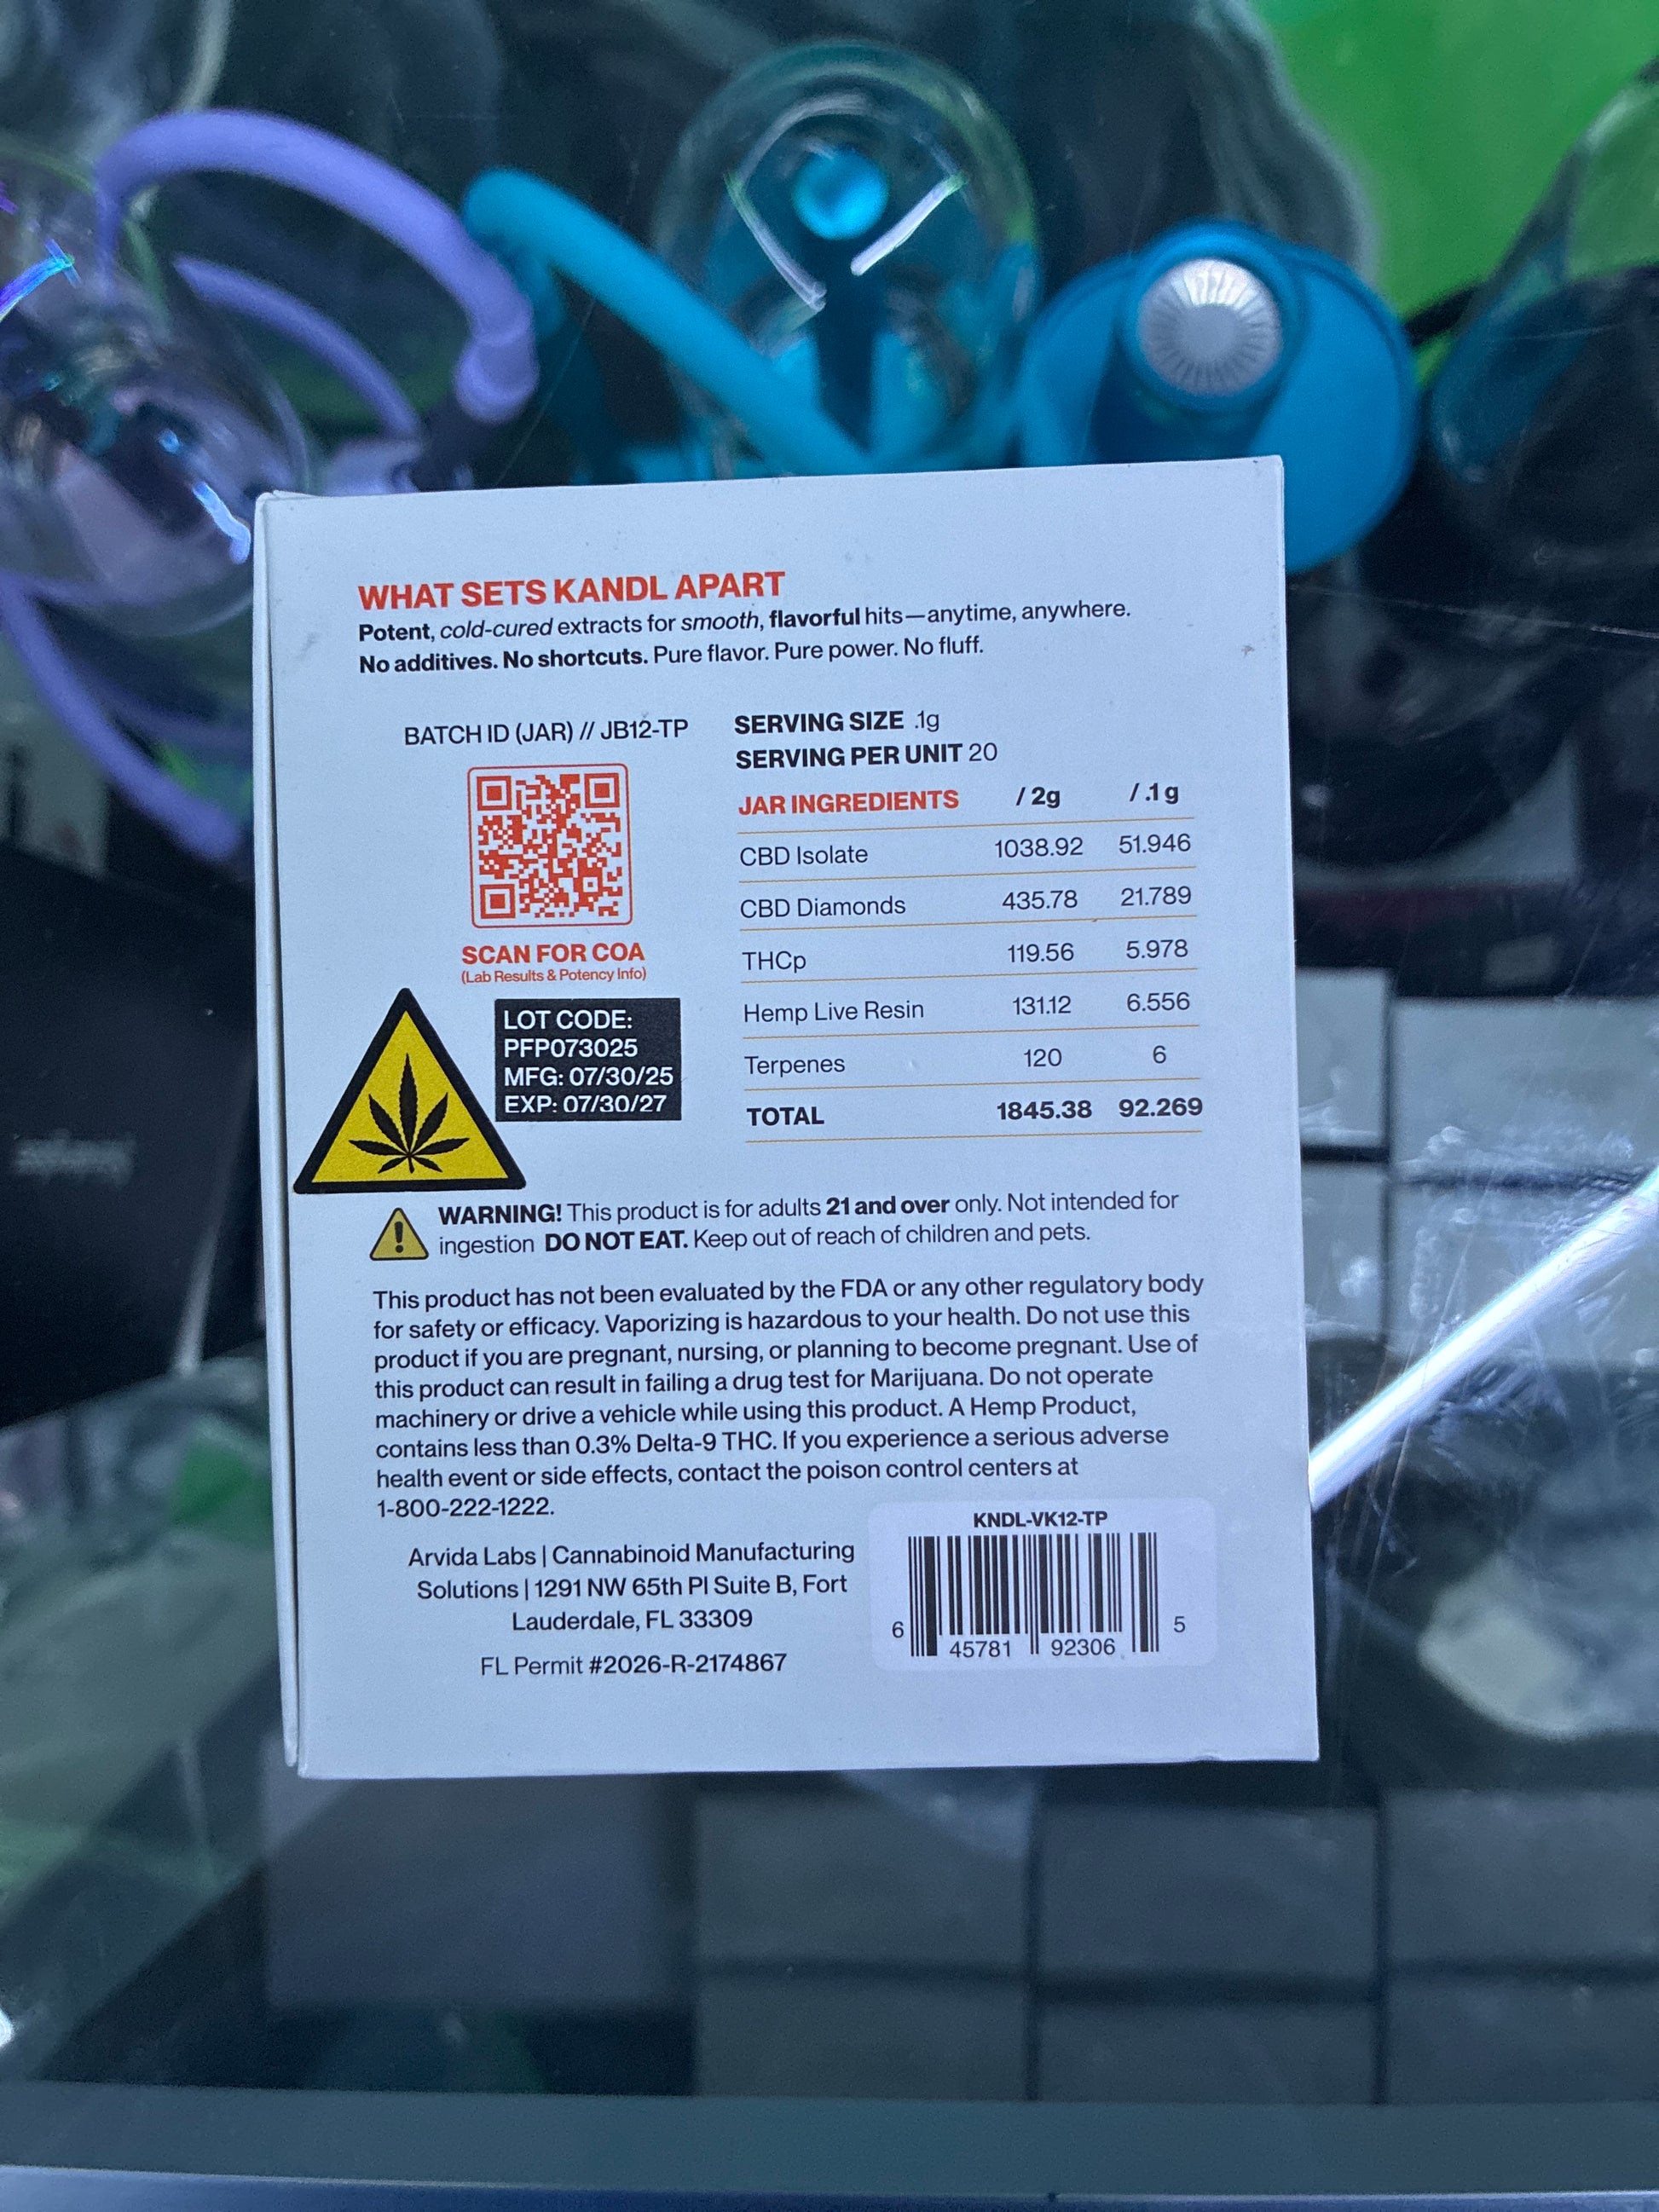 WHAT SETS KANDL APART
Potent, cold-cured extracts for smooth, flavorful hits—anytime, anywhere.
No additives. No shortcuts. Pure flavor. Pure power. No fluff.
BATCH ID (JAR) // JB12-TP
SCAN FOR COA
(Lab Results & Potency Info)
LOT CODE:
PFP073025
MFG: 07/30/25
EXP: 07/30/27
SERVING SIZE .1g
SERVING PER UNIT 20
JAR INGREDIENTS / 2g / .1g
CBD Isolate 1038.92 51.946
CBD Diamonds 435.78 21.789
THCp 119.56 5.978
Hemp Live Resin 131.12 6.556
Terpenes 120 6
TOTAL 1845.38 92.269
WARNING! This product is for adults 21 and over only. Not intended for
ingestion DO NOT EAT. Keep out of reach of children and pets.
This product has not been evaluated by the FDA or any other regulatory body
for safety or efficacy. Vaporizing is hazardous to your health. Do not use this
product if you are pregnant, nursing, or planning to become pregnant. Use of
this product can result in failing a drug test for Marijuana. Do not operate
machinery or drive a vehicle while using this product. A Hemp Product,
contains less than 0.3% Delta-9 THC. If you experience a serious adverse
health event or side effects, contact the poison control centers at
1-800-222-1222.
Arvida Labs | Cannabinoid Manufacturing
Solutions | 1291 NW 65th Pl Suite B, Fort
Lauderdale, FL 33309
FL Permit #2026-R-2174867
KNDL-VK12-TP
6 45781 92306 5